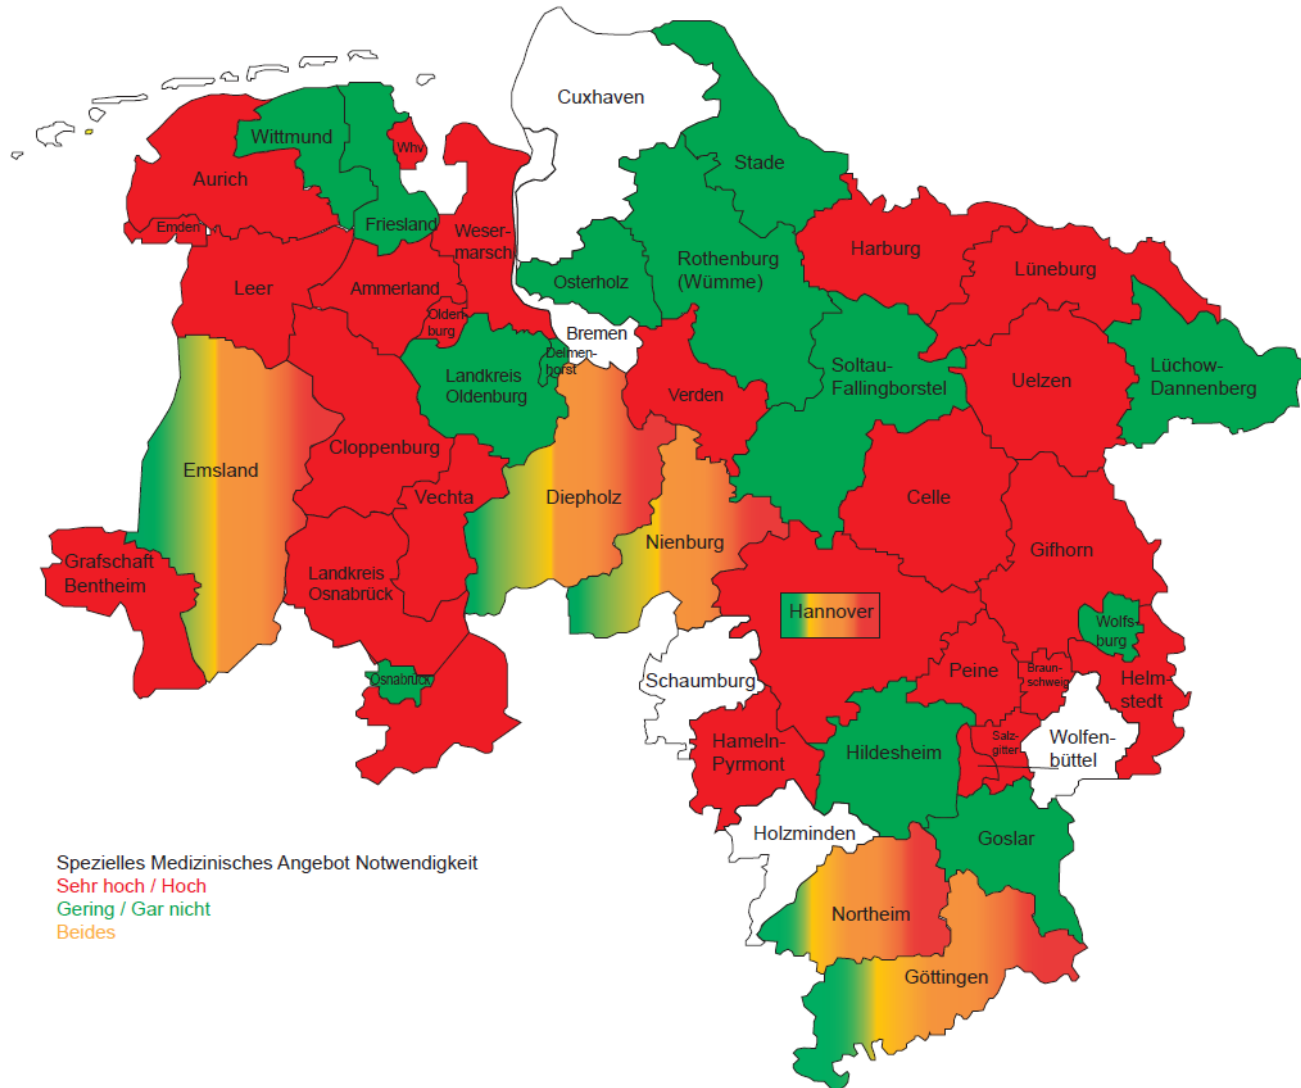 Cuxhaven
Wittmund
Whv
Stade
Aurich
Friesland
Emden
Weser-
marsch
Harburg
Rothenburg
(Wümme)
Lüneburg
Leer
Ammerland
Osterholz
Olden-
burg
Bremen
Delmen-
horst
Landkreis
Oldenburg
Soltau-
Fallingborstel
Uelzen
Lüchow-
Dannenberg
Verden
Cloppenburg
Emsland
Vechta
Diepholz
Celle
Nienburg
Gifhorn
Grafschaft
Bentheim
Landkreis
Osnabrück
Hannover
Wolfs-
burg
Schaumburg
Peine
Braun-
schweig
Helm-
stedt
Osnabrück
Hameln-
Pyrmont
Hildesheim
Salz-
gitter
Wolfen-
büttel
Holzminden
Goslar
Spezielles Medizinisches Angebot Notwendigkeit
Sehr hoch / Hoch
Gering / Gar nicht
Beides
Northeim
Göttingen